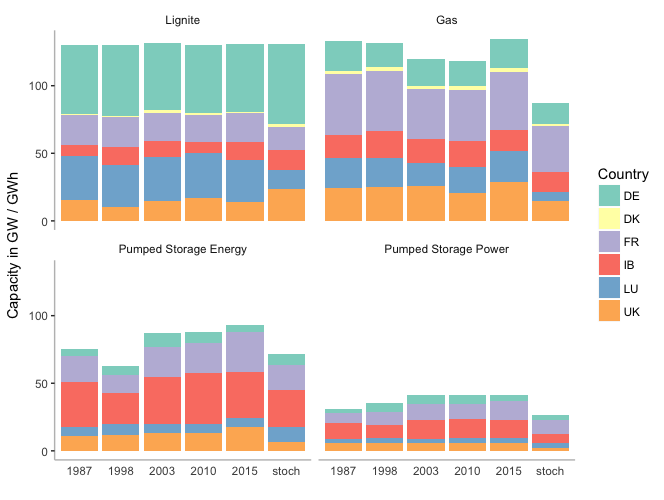 Lignite
Gas
100
50
0
Capacity in GW / GWh
Country
DE
DK
FR
IB
LU
UK
Pumped Storage Energy
Pumped Storage Power
100
50
0
1987 1998 2003 2010 2015 stoch
1987 1998 2003 2010 2015 stoch